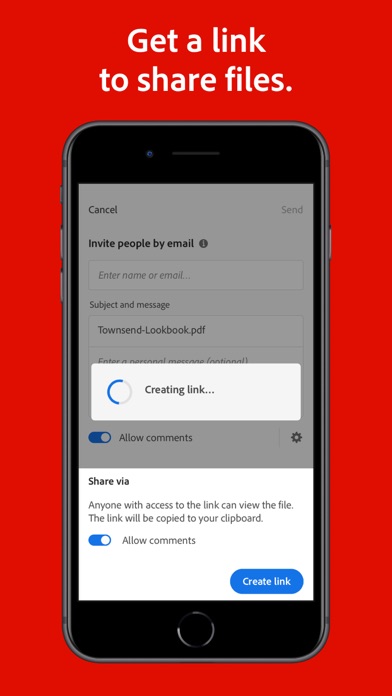 Get a link
to share files.
Cancel
Send
Invite people by email
Enter name or email...
Subject and message
Townsend-Lookbook.pdf
Enter a personal message (optional)
Creating link...
Allow comments
Share via
Anyone with access to the link can view the file.
The link will be copied to your clipboard.
Allow comments
Create link